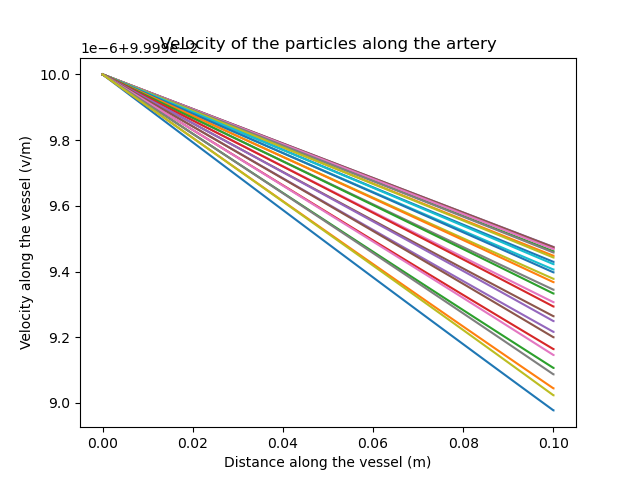 Velocity of the particles along the artery
1e−6+9.999e−2
10.0
9.8
9.6
9.4
9.2
9.0
Velocity along the vessel (v/m)
0.00 0.02 0.04 0.06 0.08 0.10
Distance along the vessel (m)